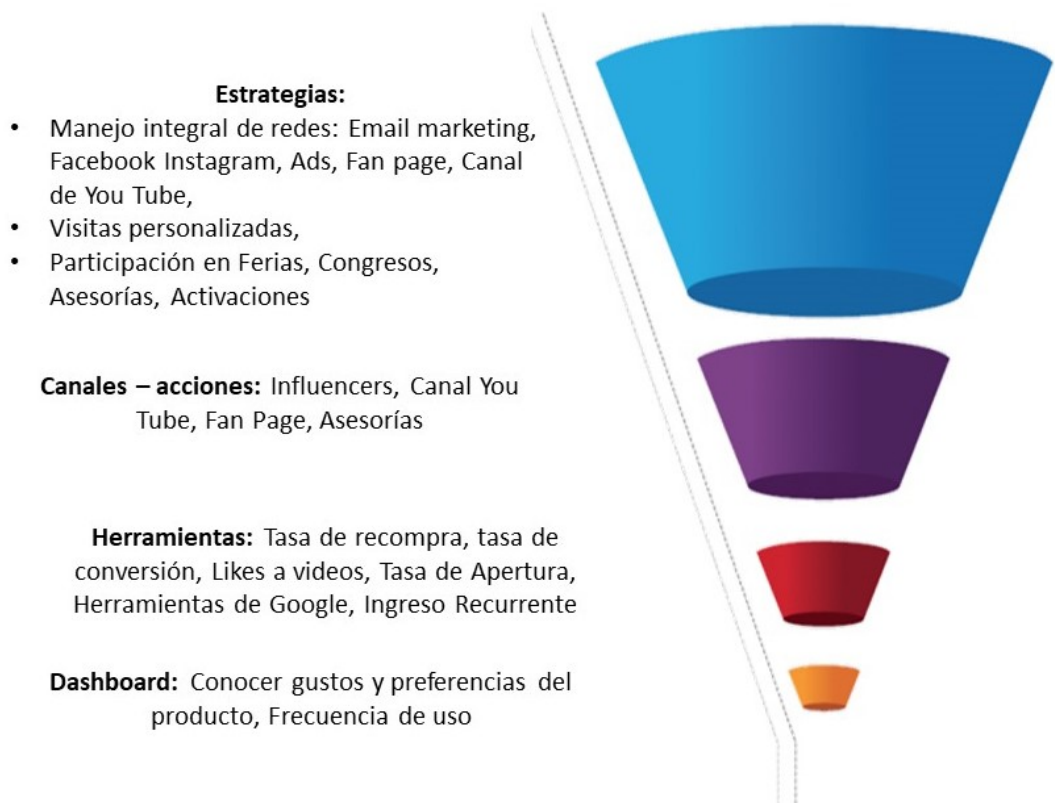 Estrategias:
• Manejo integral de redes: Email marketing,
Facebook Instagram, Ads, Fan page, Canal
de You Tube,
• Visitas personalizadas,
• Participación en Ferias, Congresos,
Asesorías, Activaciones
Canales – acciones: Influencers, Canal You
Tube, Fan Page, Asesorías
Herramientas: Tasa de recompra, tasa de
conversión, Likes a videos, Tasa de Apertura,
Herramientas de Google, Ingreso Recurrente
Dashboard: Conocer gustos y preferencias del
producto, Frecuencia de uso